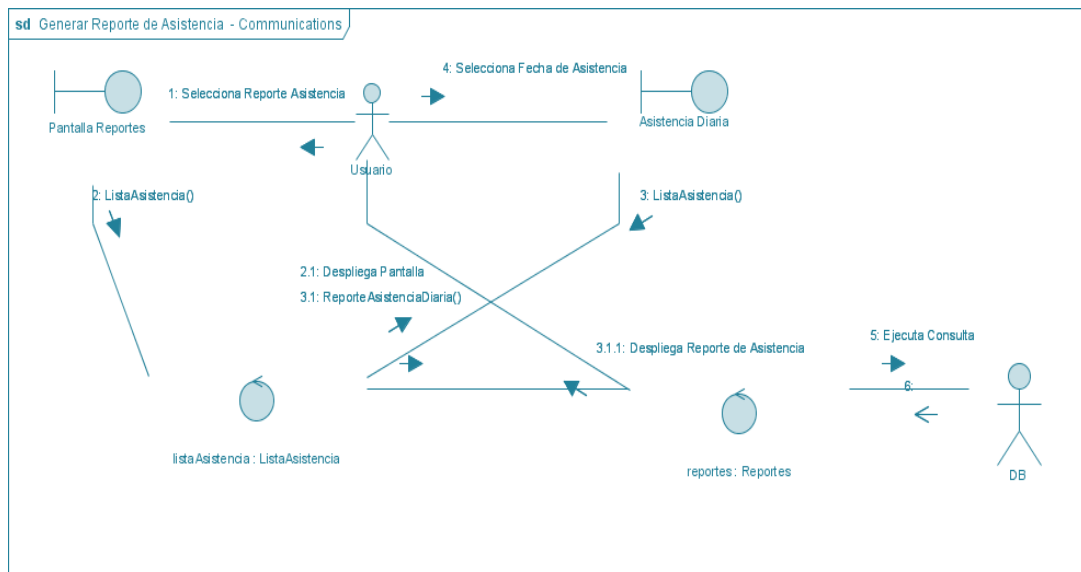 sd Generar Reporte de Asistencia - Communications
4: Selecciona Fecha de Asistencia
1: Selecciona Reporte Asistencia
Pantalla Reportes
Asistencia Diaria
Usuario
2: ListaAsistencia()
3: ListaAsistencia()
2.1: Despliega Pantalla
3.1: ReporteAsistenciaDiaria()
3.1.1: Despliega Reporte de Asistencia
5: Ejecuta Consulta
6:
listaAsistencia : ListaAsistencia
reportes : Reportes
DB